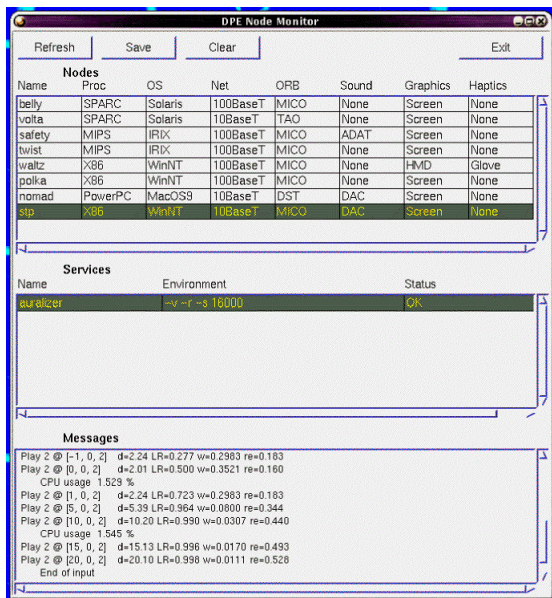 DPE Node Monitor
Refresh Save Clear Exit
Nodes
Name Proc OS Net ORB Sound Graphics Haptics
belly SPARC Solaris 100BaseT MICO None Screen None
volta SPARC Solaris 10BaseT TAO None Screen None
safety MIPS IRIX 100BaseT MICO ADAT Screen None
twist MIPS IRIX 100BaseT MICO None Screen None
waltz X86 WinNT 100BaseT MICO None HMD Glove
polka X86 WinNT 100BaseT MICO None Screen None
nomad PowerPC MacOS9 10BaseT DST DAC Screen None
stp X86 WinNT 10BaseT MICO DAC Screen None
Services
Name Environment Status
auralizer -v -r -s 16000 OK
Messages
Play 2 @ [-1, 0, 2] d=2.24 LR=0.277 w=0.2983 re=0.183
Play 2 @ [0, 0, 2] d=2.01 LR=0.500 w=0.3521 re=0.160
CPU usage 1.529 %
Play 2 @ [1, 0, 2] d=2.24 LR=0.723 w=0.2983 re=0.183
Play 2 @ [5, 0, 2] d=5.39 LR=0.964 w=0.0800 re=0.344
Play 2 @ [10, 0, 2] d=10.20 LR=0.990 w=0.0307 re=0.440
CPU usage 1.545 %
Play 2 @ [15, 0, 2] d=15.13 LR=0.996 w=0.0170 re=0.493
Play 2 @ [20, 0, 2] d=20.10 LR=0.998 w=0.0111 re=0.528
End of input